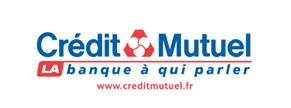 Crédit Mutuel
LA banque à qui parler
www.creditmutuel.fr